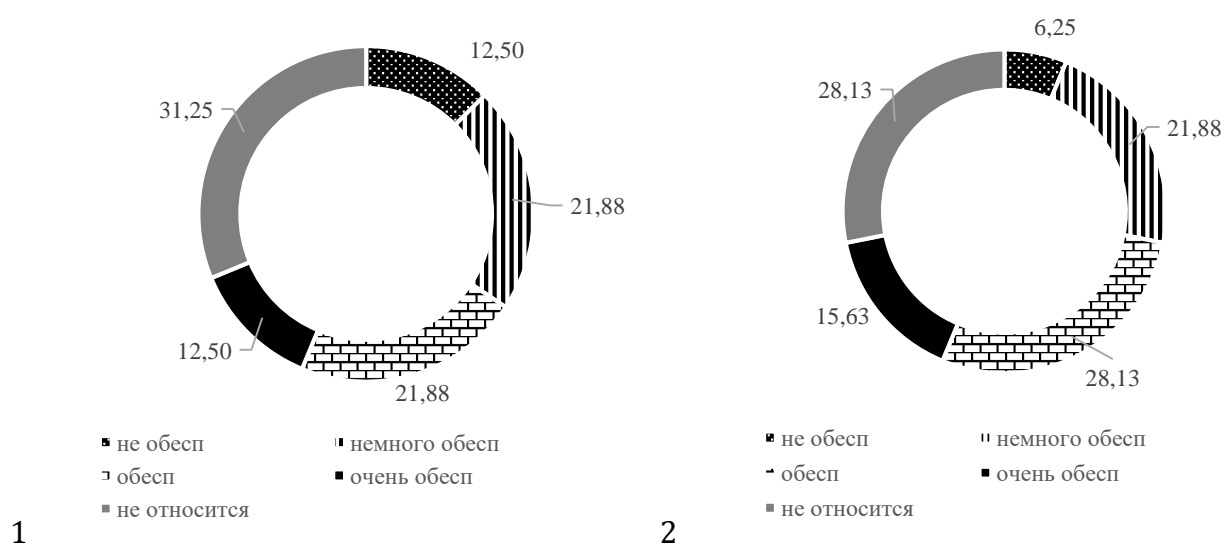 12,50
31,25
21,88
12,50
21,88
не обесп немного обесп
обесп очень обесп
не относится
1
6,25
28,13
21,88
15,63
28,13
не обесп немного обесп
обесп очень обесп
не относится
2